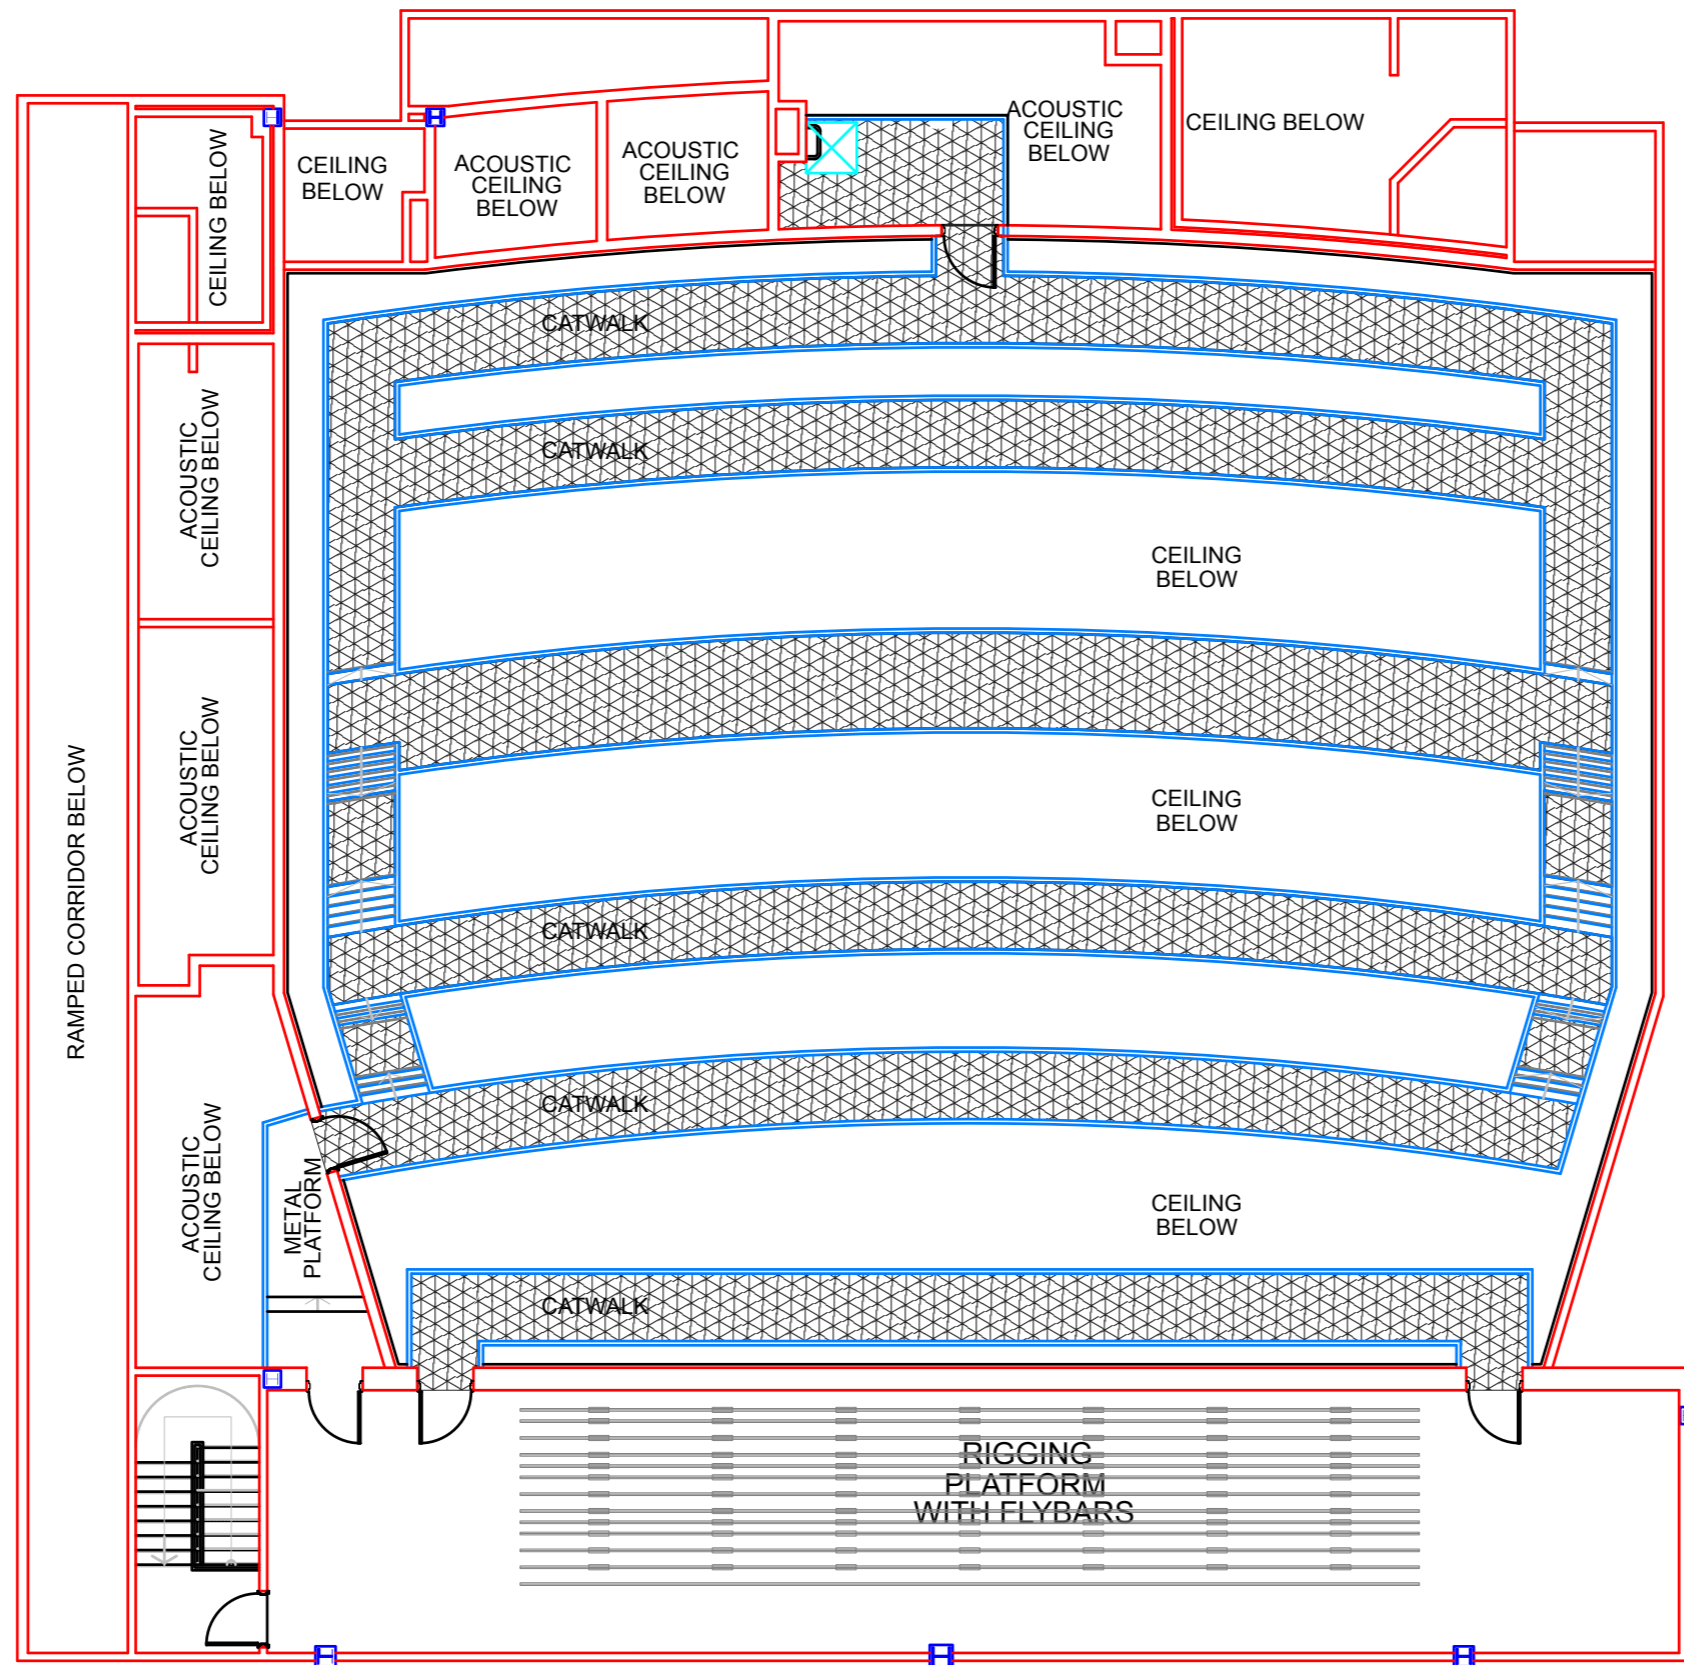 CEILING BELOW
CEILING
BELOW
ACOUSTIC
CEILING
BELOW
ACOUSTIC
CEILING
BELOW
ACOUSTIC
CEILING
BELOW
CEILING BELOW
CATWALK
CATWALK
ACOUSTIC
CEILING BELOW
CEILING
BELOW
RAMPED CORRIDOR BELOW
ACOUSTIC
CEILING BELOW
CEILING
BELOW
CATWALK
CATWALK
ACOUSTIC
CEILING BELOW
METAL
PLATFORM
CEILING
BELOW
CATWALK
RIGGING
PLATFORM
WITH FLYBARS